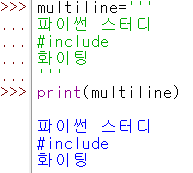 >>> multiline='''
... 파이썬 스터디
... #include
... 화이팅
... '''
>>> print(multiline)
파이썬 스터디
#include
화이팅